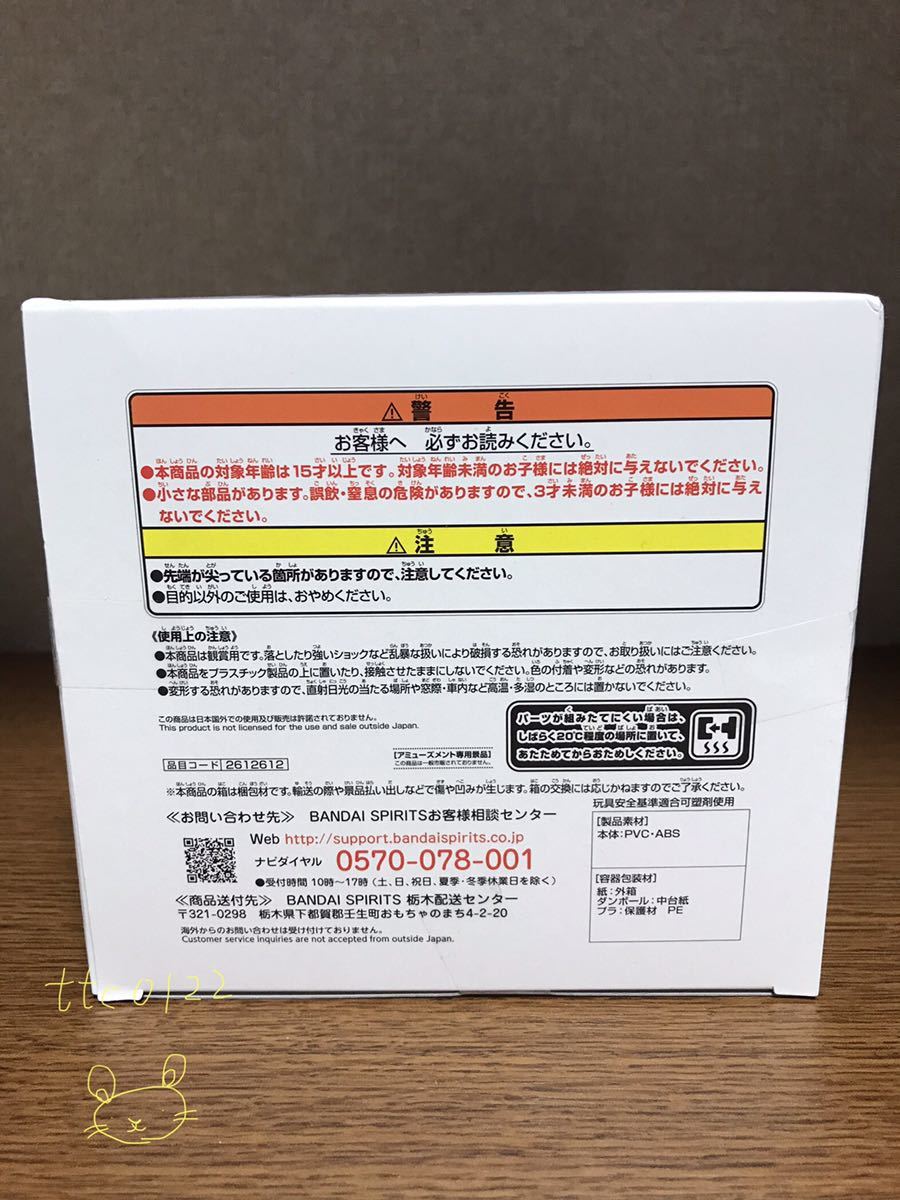 ⚠警告
お客様へ 必ずお読みください。
●本商品の対象年齢は15才以上です。対象年齢未満のお子様には絶対に与えないでください。
●小さな部品があります。誤飲・窒息の危険がありますので、3才未満のお子様には絶対に与え
ないでください。
⚠注意
●先端が尖っている箇所がありますので、注意してください。
●目的以外のご使用は、おやめください。
《使用上の注意》
●本商品は観賞用です。落としたり強いショックなど乱暴な扱いにより破損する恐れがありますので、お取り扱いにはご注意ください。
●本商品をプラスチック製品の上に置いたり、接触させたままにしないでください。色の付着や変形などの恐れがあります。
●変形する恐れがありますので、直射日光の当たる場所や窓際・車内など高温・多湿のところには置かないでください。
この商品は日本国外での使用及び販売は許諾されておりません。
This product is not licensed for the use and sale outside Japan.
パーツが組みたてにくい場合は、
しばらく20℃程度の場所に置いて、
あたためてからおためしください。
品目コード 2612612
[アミューズメント専用景品]
この商品は一般市販されておりません。
※本商品の箱は梱包材です。輸送の際や景品払い出しなどで傷や凹みが生じます。箱の交換には応じかねますのでご了承ください。
玩具安全基準適合可塑剤使用
≪お問い合わせ先≫ BANDAI SPIRITSお客様相談センター
Web http://support.bandaispirits.co.jp
ナビダイヤル 0570-078-001
●受付時間 10時~17時(土、日、祝日、夏季・冬季休業日を除く)
≪商品送付先≫ BANDAI SPIRITS 栃木配送センター
〒321-0298 栃木県下都賀郡壬生町おもちゃのまち4-2-20
海外からのお問い合わせは受け付けておりません。
Customer service inquiries are not accepted from outside Japan.
[製品素材]
本体:PVC・ABS
[容器包装材]
紙:外箱
ダンボール:中台紙
プラ:保護材 PE
ttc0122